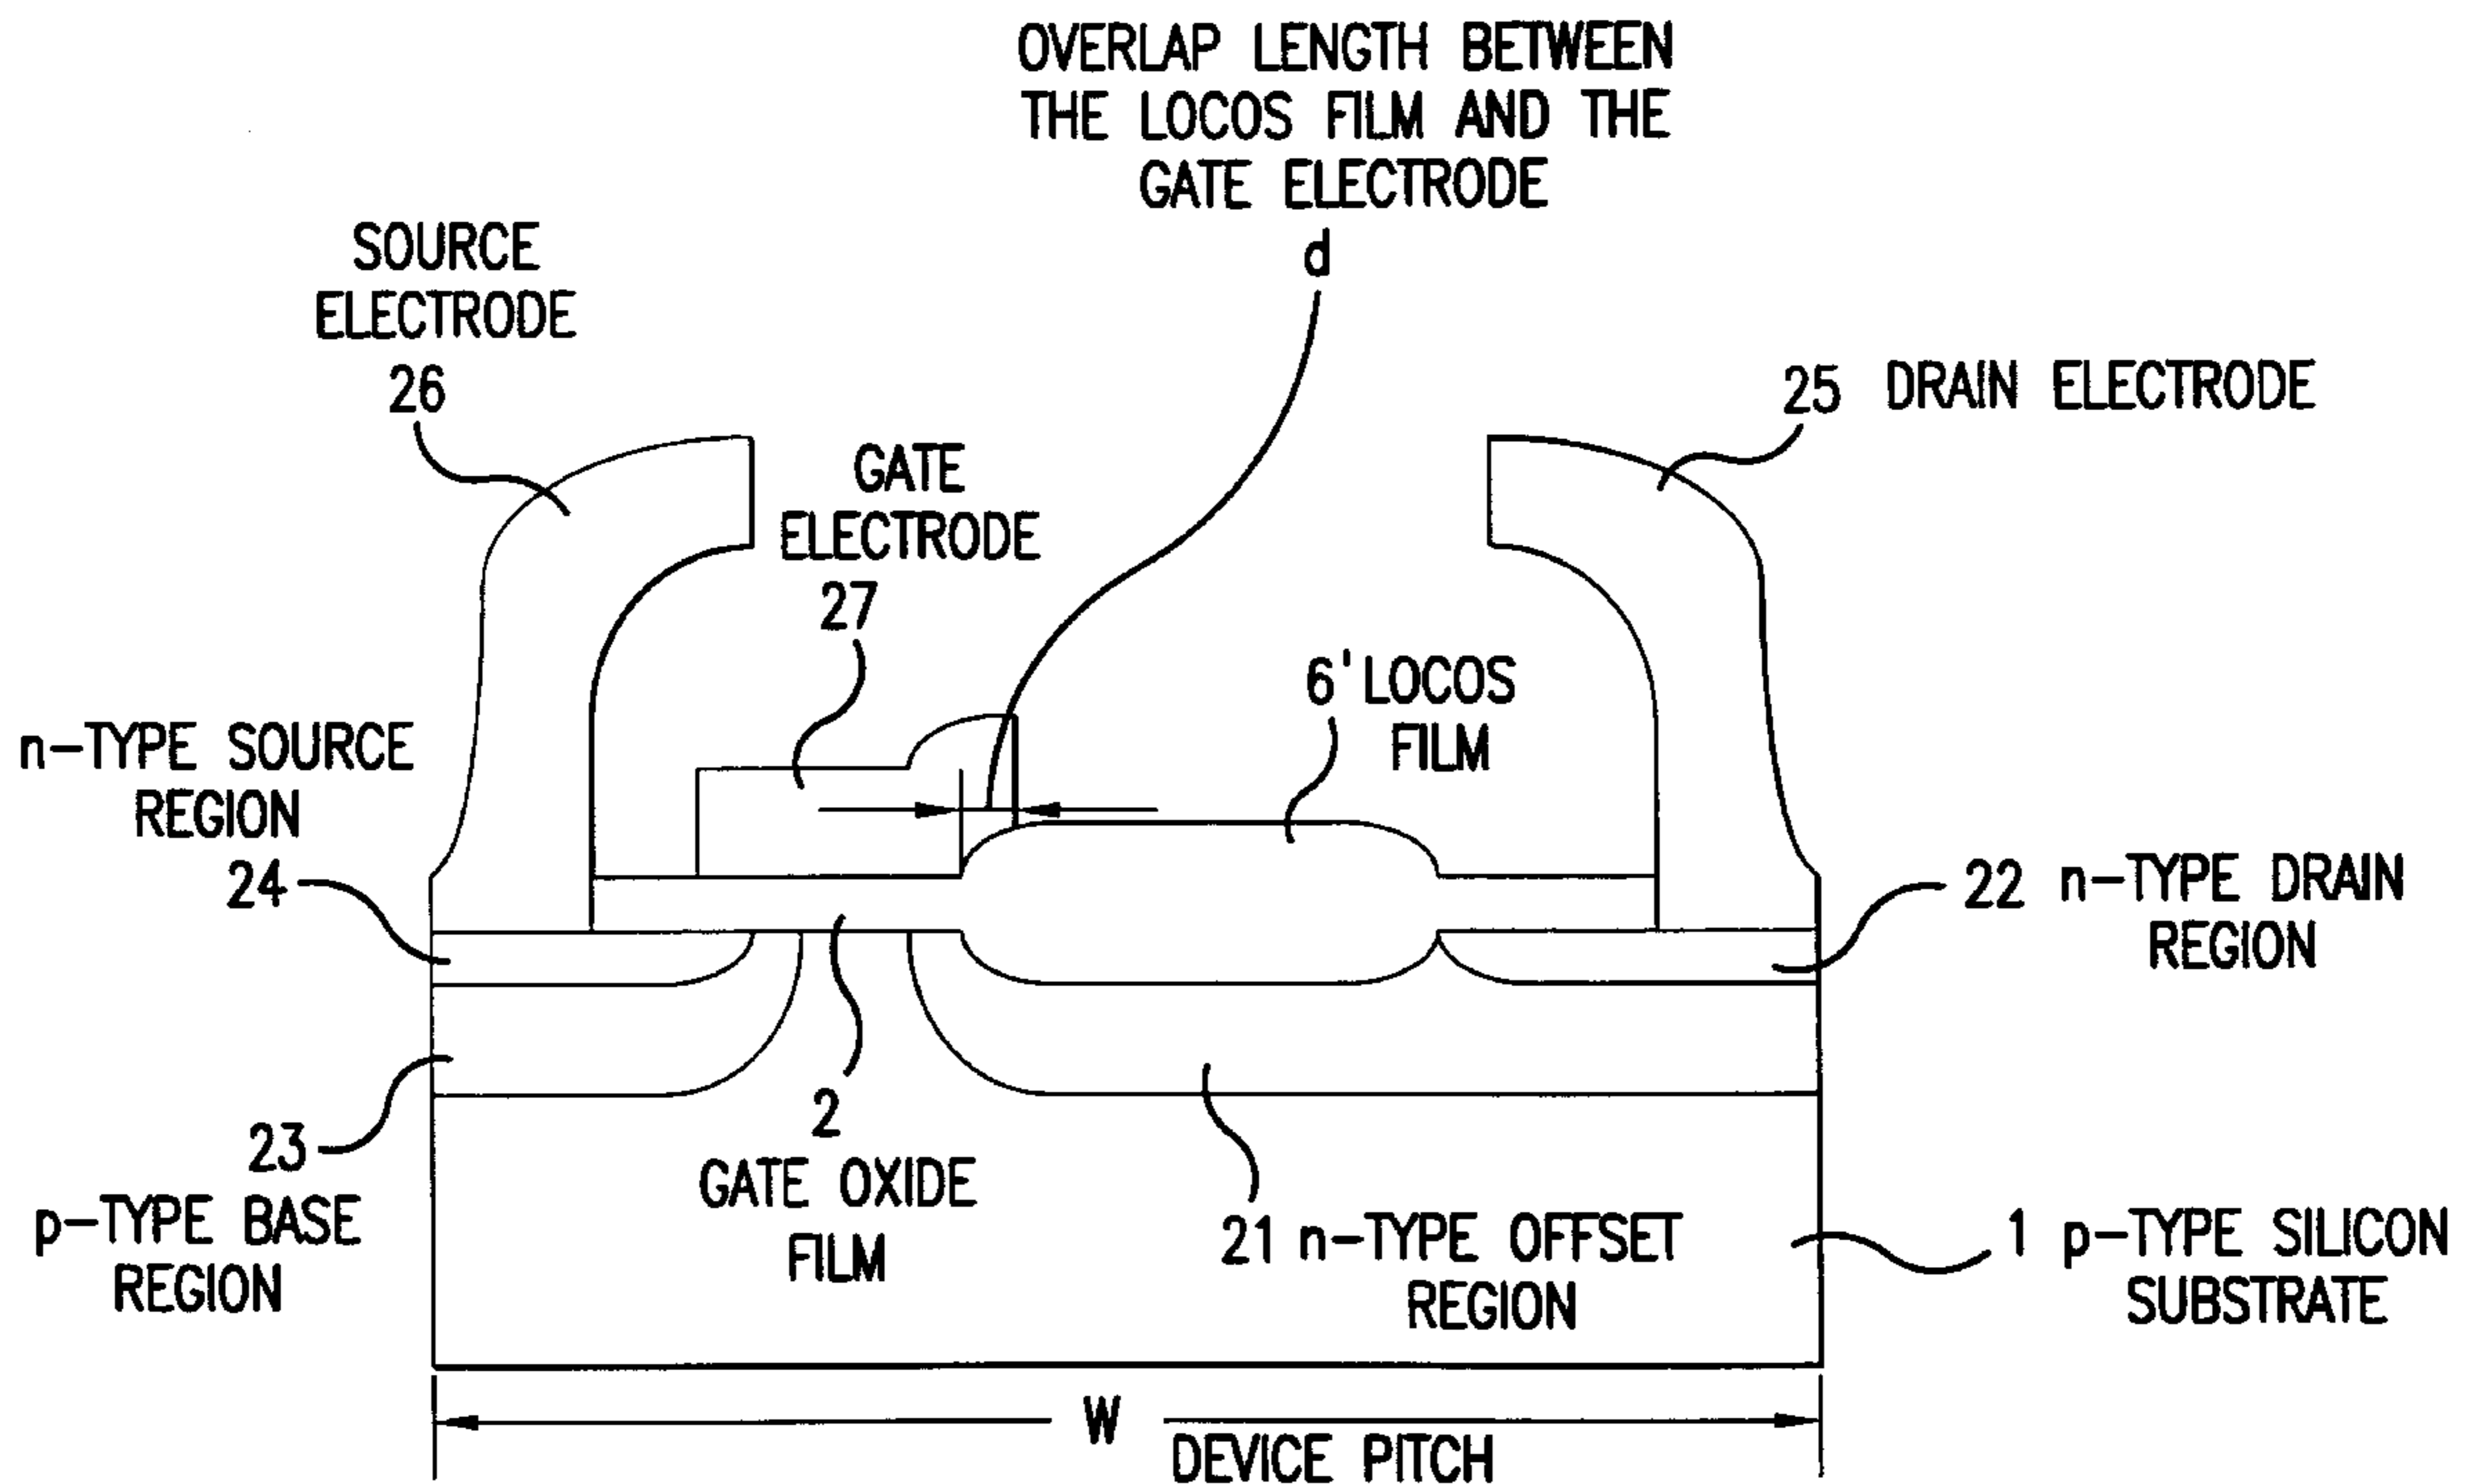 OVERLAP LENGTH BETWEEN
THE LOCOS FILM AND THE
GATE ELECTRODE
d
SOURCE
ELECTRODE
26
25 DRAIN ELECTRODE
GATE
ELECTRODE
27
6' LOCOS
FILM
n-TYPE SOURCE
REGION
24
22 n-TYPE DRAIN
REGION
23
p-TYPE BASE
REGION
2
GATE OXIDE
FILM
21 n-TYPE OFFSET
REGION
1 p-TYPE SILICON
SUBSTRATE
W
DEVICE PITCH